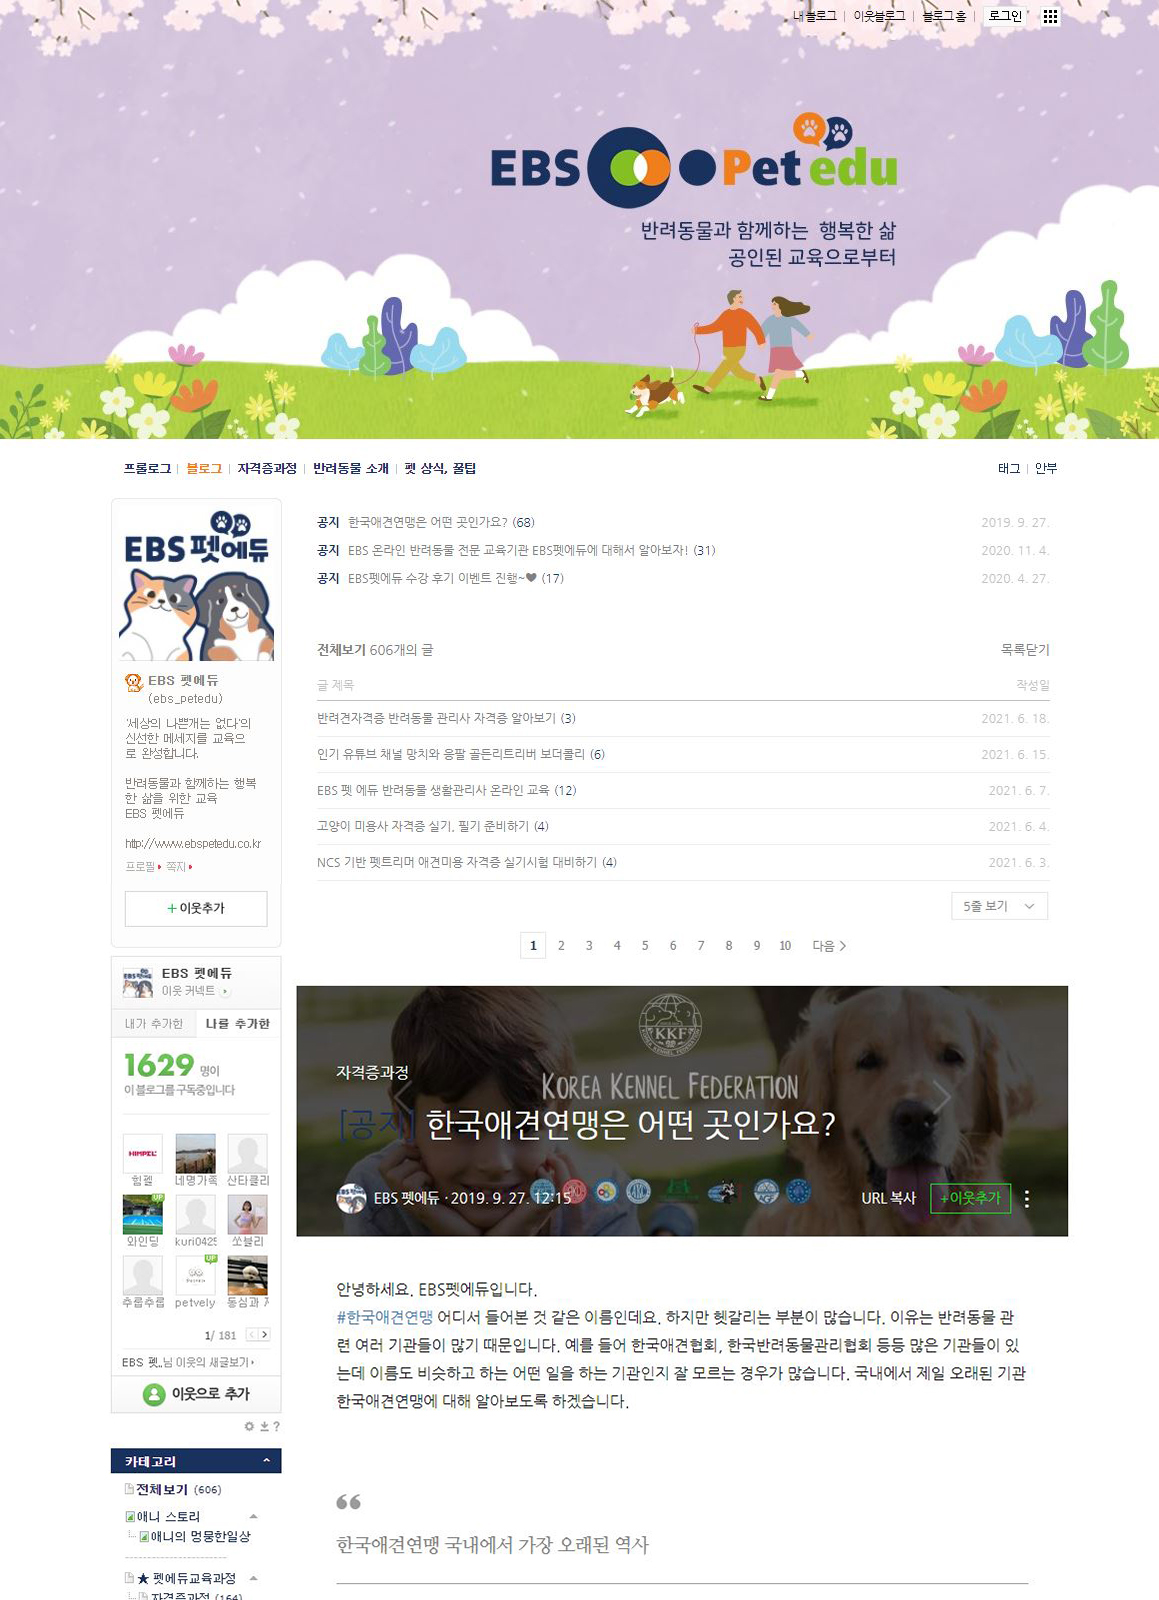 내 블로그 이웃블로그 블로그 홈 로그인
EBS Pet edu
반려동물과 함께하는 행복한 삶
공인된 교육으로부터
프롤로그 블로그 자격증과정 반려동물 소개 펫 상식, 꿀팁 태그 안부
EBS 펫에듀
EBS 펫에듀
(ebs_petedu)
'세상의 나쁜개는 없다'의
신선한 메세지를 교육으
로 완성합니다.
반려동물과 함께하는 행복
한 삶을 위한 교육
EBS 펫에듀
http://www.ebspetedu.co.kr
프로필 쪽지
+이웃추가
공지 한국애견연맹은 어떤 곳인가요? (68) 2019. 9. 27.
공지 EBS 온라인 반려동물 전문 교육기관 EBS펫에듀에 대해서 알아보자! (31) 2020. 11. 4.
공지 EBS펫에듀 수강 후기 이벤트 진행~♥ (17) 2020. 4. 27.
전체보기 606개의 글 목록닫기
글 제목 작성일
반려견자격증 반려동물 관리사 자격증 알아보기 (3) 2021. 6. 18.
인기 유튜브 채널 망치와 응팔 골든리트리버 보더콜리 (6) 2021. 6. 15.
EBS 펫 에듀 반려동물 생활관리사 온라인 교육 (12) 2021. 6. 7.
고양이 미용사 자격증 실기, 필기 준비하기 (4) 2021. 6. 4.
NCS 기반 펫트리머 애견미용 자격증 실기시험 대비하기 (4) 2021. 6. 3.
5줄 보기
1 2 3 4 5 6 7 8 9 10 다음
EBS 펫에듀
이웃 커넥트
내가 추가한 나를 추가한
1629 명이
이 블로그를 구독중입니다
HIMPEL
힘펠 네명가족 산타클리
UP
와인딩 kuri0425 쏘블리
UP
추릅추릅 petvely 동심과
1/ 181
EBS 펫..님 이웃의 새글보기
이웃으로 추가
?
카테고리
전체보기 (606)
애니 스토리
애니의 멍뭉한일상
★ 펫에듀교육과정
자격증과정 (164)
KKF
KOREA KENNEL FEDERATION
자격증과정
[공지] 한국애견연맹은 어떤 곳인가요?
EBS 펫에듀 · 2019. 9. 27. 12:15 URL 복사 +이웃추가
안녕하세요. EBS펫에듀입니다.
#한국애견연맹 어디서 들어본 것 같은 이름인데요. 하지만 헷갈리는 부분이 많습니다. 이유는 반려동물 관
련 여러 기관들이 많기 때문입니다. 예를 들어 한국애견협회, 한국반려동물관리협회 등등 많은 기관들이 있
는데 이름도 비슷하고 하는 어떤 일을 하는 기관인지 잘 모르는 경우가 많습니다. 국내에서 제일 오래된 기관
한국애견연맹에 대해 알아보도록 하겠습니다.
한국애견연맹 국내에서 가장 오래된 역사